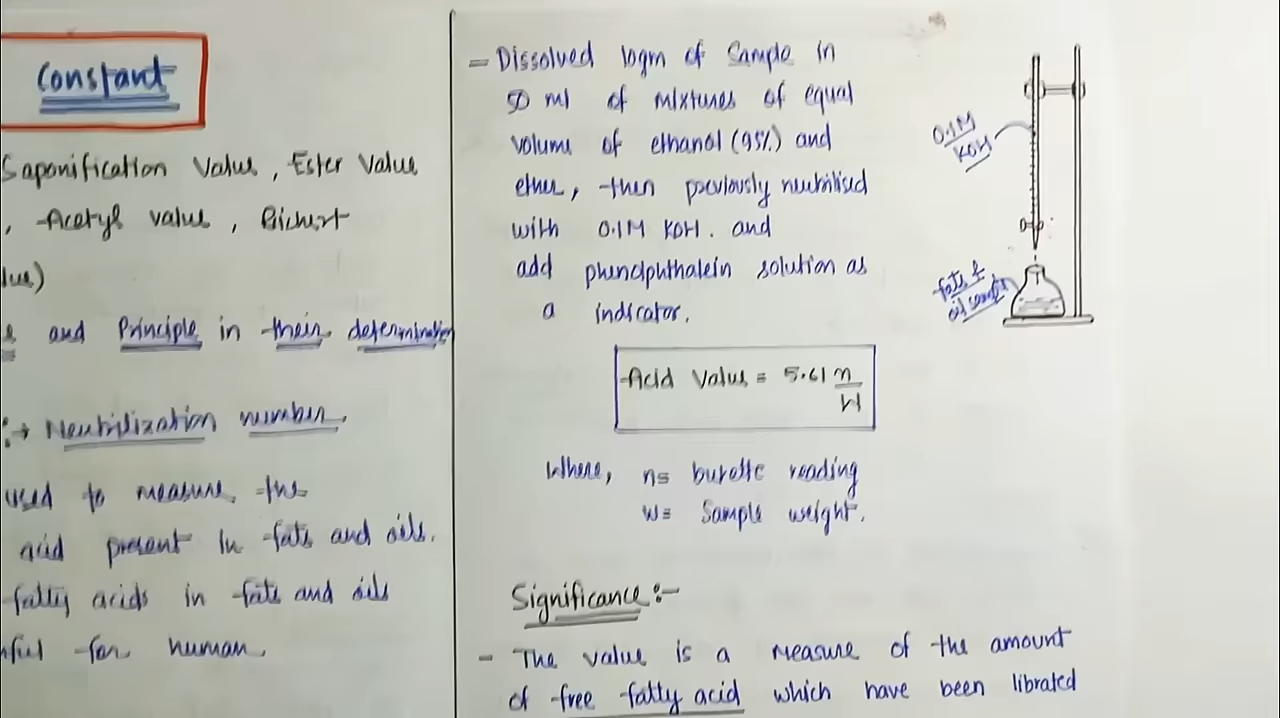 Constant
Saponification Value, Ester Value
, Acetyl value, Richert
lue)
and Principle in their determination
:→ Neutrilization number.
used to measure the
acid present in fats and oils.
fatty acids in fats and oils
for human.
- Dissolved 10gm of Sample in
50 ml of mixtures of equal
volume of ethanol (95%) and
ether, then previously neutrilised
with 0.1M KOH. and
add phenolphthalein solution as
a indicator.
0.1M
KOH
fats &
oil sample
Acid Value = 5.61 n
W
Where, n= burette reading
w= Sample weight.
Significance:-
- The value is a measure of the amount
of free fatty acid which have been librated